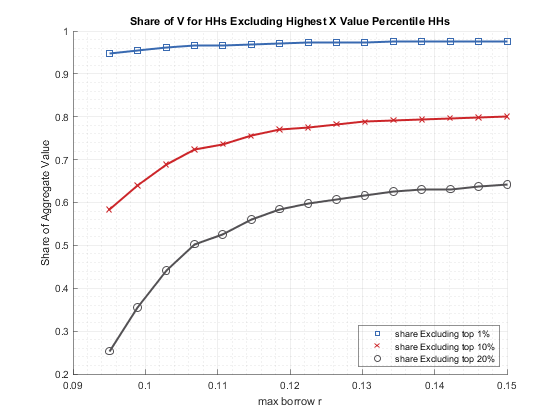 Share of V for HHs Excluding Highest X Value Percentile HHs
1
0.9
0.8
0.7
0.6
0.5
0.4
0.3
0.2
Share of Aggregate Value
share Excluding top 1%
share Excluding top 10%
share Excluding top 20%
0.09 0.1 0.11 0.12 0.13 0.14 0.15
max borrow r